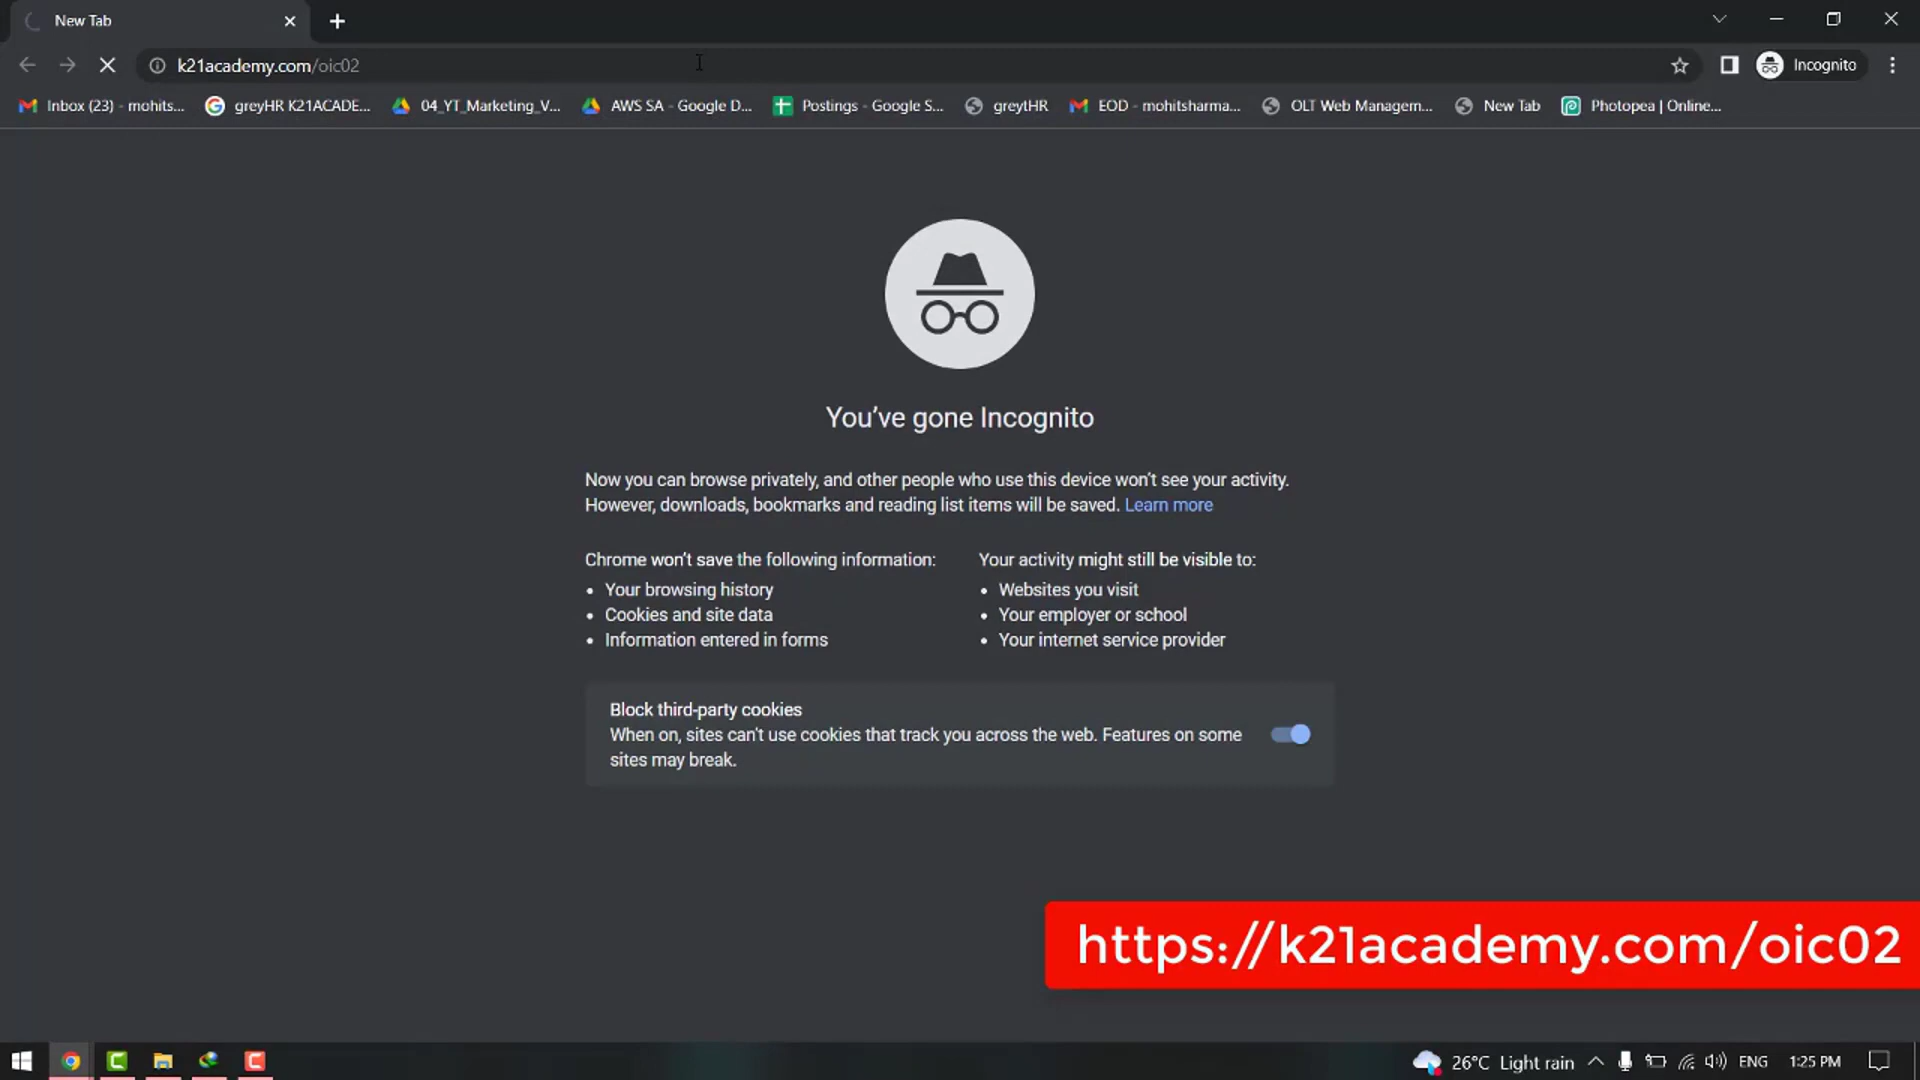 New Tab
k21academy.com/oic02
Incognito
Inbox (23) - mohits...
greyHR K21ACADE...
04_YT_Marketing_V...
AWS SA - Google D...
Postings - Google S...
greytHR
EOD - mohitsharma...
OLT Web Managem...
New Tab
Photopea | Online...
You've gone Incognito
Now you can browse privately, and other people who use this device won't see your activity.
However, downloads, bookmarks and reading list items will be saved. Learn more
Chrome won't save the following information:
Your browsing history
Cookies and site data
Information entered in forms
Your activity might still be visible to:
Websites you visit
Your employer or school
Your internet service provider
Block third-party cookies
When on, sites can't use cookies that track you across the web. Features on some
sites may break.
https://k21academy.com/oic02
26°C Light rain
ENG
1:25 PM